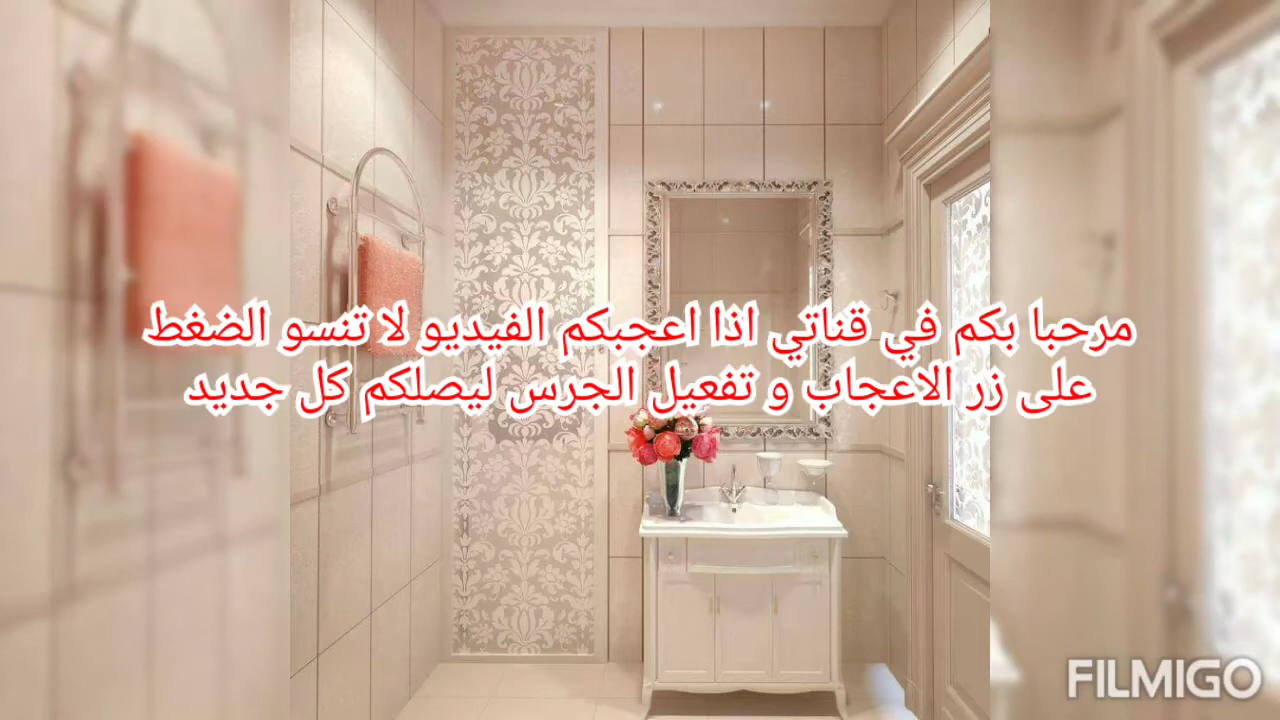 مرحبا بكم في قناتي اذا اعجبكم الفيديو لا تنسو الضغط
على زر الاعجاب و تفعيل الجرس ليصلكم كل جديد
FILMIGO